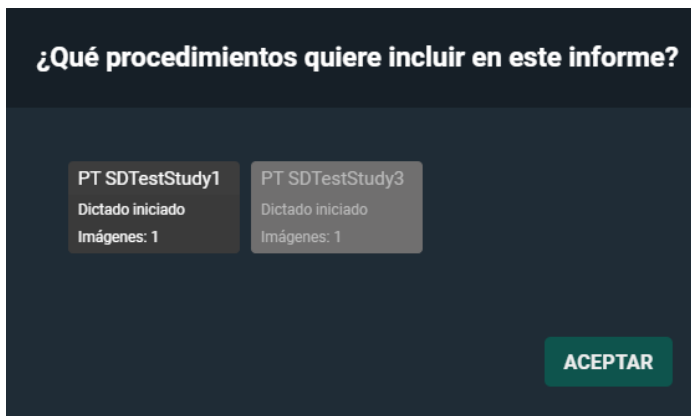 ¿Qué procedimientos quiere incluir en este informe?
PT SDTestStudy1
Dictado iniciado
Imágenes: 1
PT SDTestStudy3
Dictado iniciado
Imágenes: 1
ACEPTAR